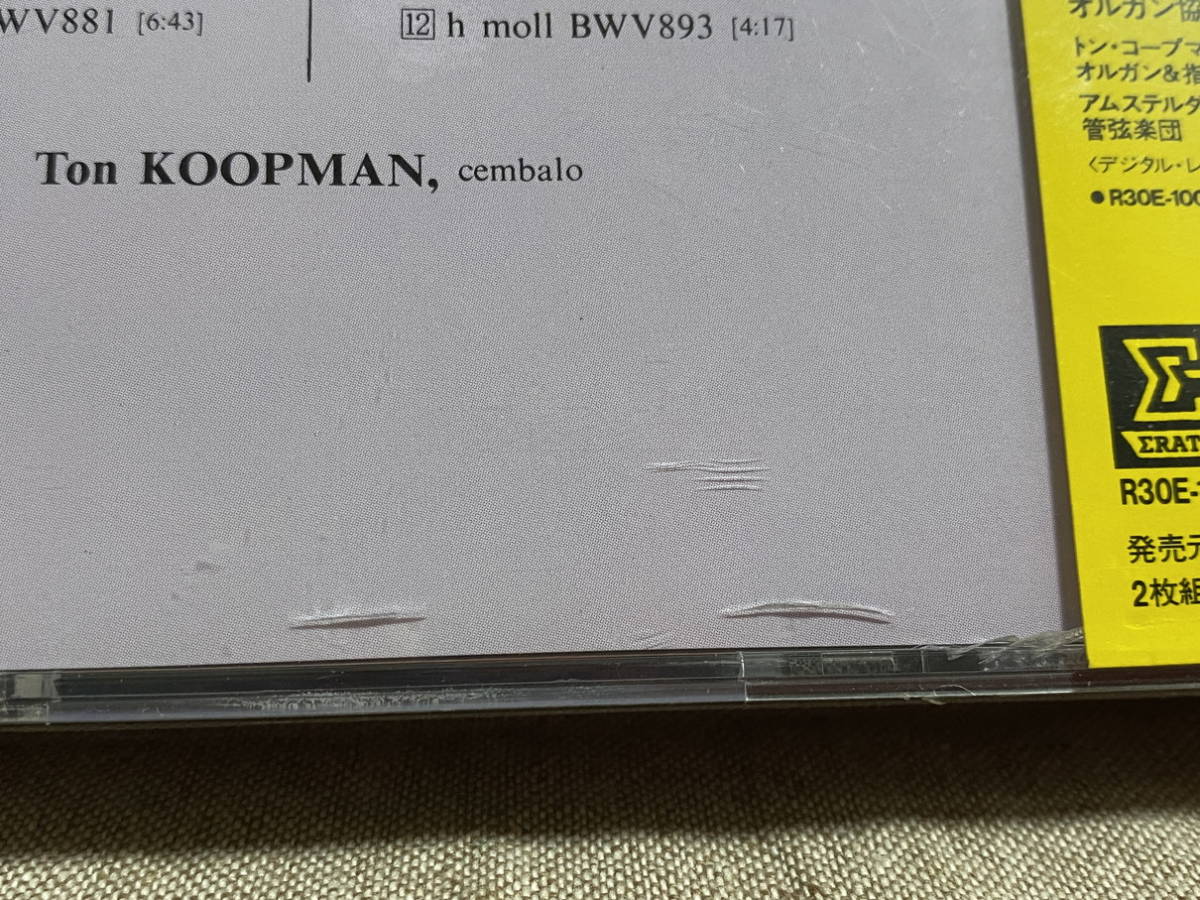 WV881 [6:43]
12 h moll BWV893 [4:17]
Ton KOOPMAN, cembalo
オルガン協
トン・コープマ
オルガン&指
アムステルダ
管弦楽団
〈デジタル・レ
●R30E-100
ΣRAT
R30E-
発売元
2枚組